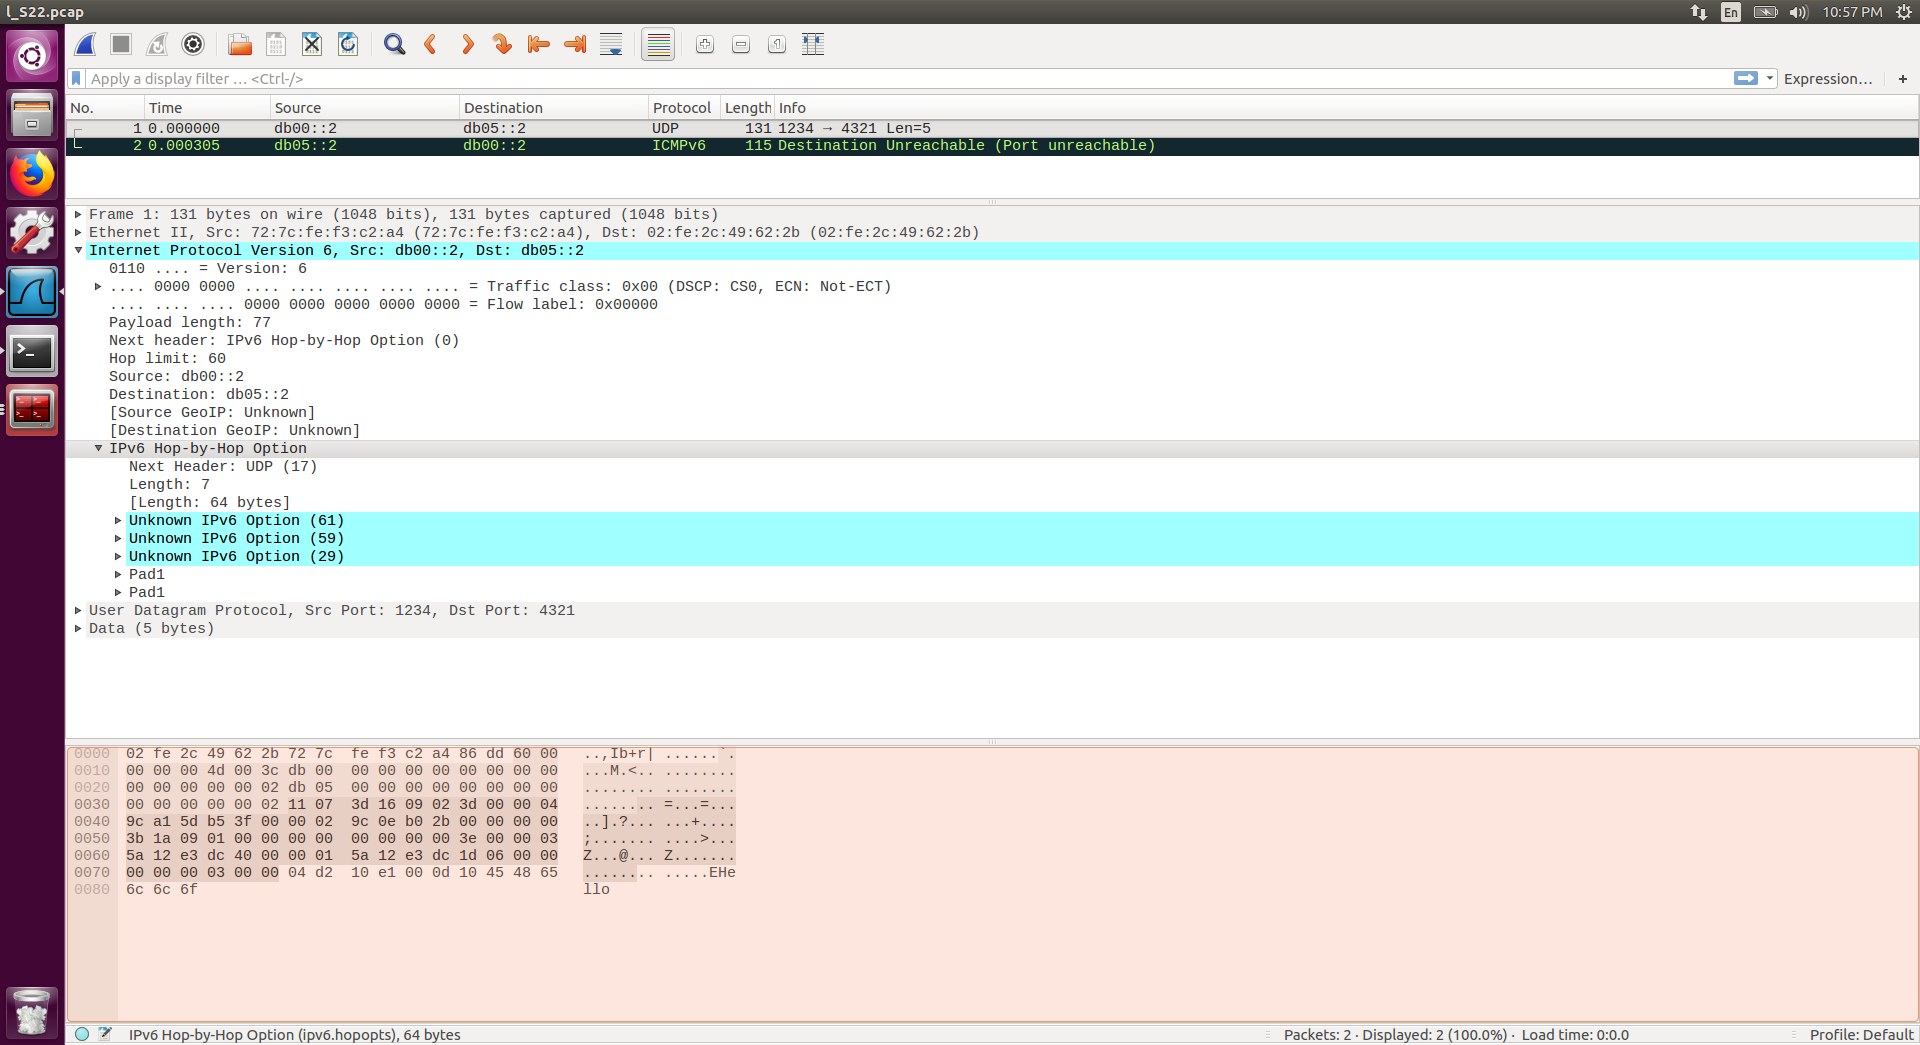 l_S22.pcap
En
10:57 PM
Apply a display filter … <Ctrl-/>
Expression… +
No. Time Source Destination Protocol Length Info
1 0.000000 db00::2 db05::2 UDP 131 1234 → 4321 Len=5
2 0.000305 db05::2 db00::2 ICMPv6 115 Destination Unreachable (Port unreachable)
Frame 1: 131 bytes on wire (1048 bits), 131 bytes captured (1048 bits)
Ethernet II, Src: 72:7c:fe:f3:c2:a4 (72:7c:fe:f3:c2:a4), Dst: 02:fe:2c:49:62:2b (02:fe:2c:49:62:2b)
Internet Protocol Version 6, Src: db00::2, Dst: db05::2
0110 .... = Version: 6
.... 0000 0000 .... .... .... .... .... = Traffic class: 0x00 (DSCP: CS0, ECN: Not-ECT)
.... .... .... 0000 0000 0000 0000 0000 = Flow label: 0x00000
Payload length: 77
Next header: IPv6 Hop-by-Hop Option (0)
Hop limit: 60
Source: db00::2
Destination: db05::2
[Source GeoIP: Unknown]
[Destination GeoIP: Unknown]
IPv6 Hop-by-Hop Option
Next Header: UDP (17)
Length: 7
[Length: 64 bytes]
Unknown IPv6 Option (61)
Unknown IPv6 Option (59)
Unknown IPv6 Option (29)
Pad1
Pad1
User Datagram Protocol, Src Port: 1234, Dst Port: 4321
Data (5 bytes)
0000 02 fe 2c 49 62 2b 72 7c fe f3 c2 a4 86 dd 60 00 ..,Ib+r| ......`.
0010 00 00 00 4d 00 3c db 00 00 00 00 00 00 00 00 00 ...M.<.. ........
0020 00 00 00 00 00 02 db 05 00 00 00 00 00 00 00 00 ........ ........
0030 00 00 00 00 00 02 11 07 3d 16 09 02 3d 00 00 04 ........ =...=...
0040 9c a1 5d b5 3f 00 00 02 9c 0e b0 2b 00 00 00 00 ..].?... ...+....
0050 3b 1a 09 01 00 00 00 00 00 00 00 00 3e 00 00 03 ;....... ....>...
0060 5a 12 e3 dc 40 00 00 01 5a 12 e3 dc 1d 06 00 00 Z...@... Z.......
0070 00 00 00 03 00 00 04 d2 10 e1 00 0d 10 45 48 65 ........ .....EHe
0080 6c 6c 6f llo
IPv6 Hop-by-Hop Option (ipv6.hopopts), 64 bytes
Packets: 2 · Displayed: 2 (100.0%) · Load time: 0:0.0
Profile: Default